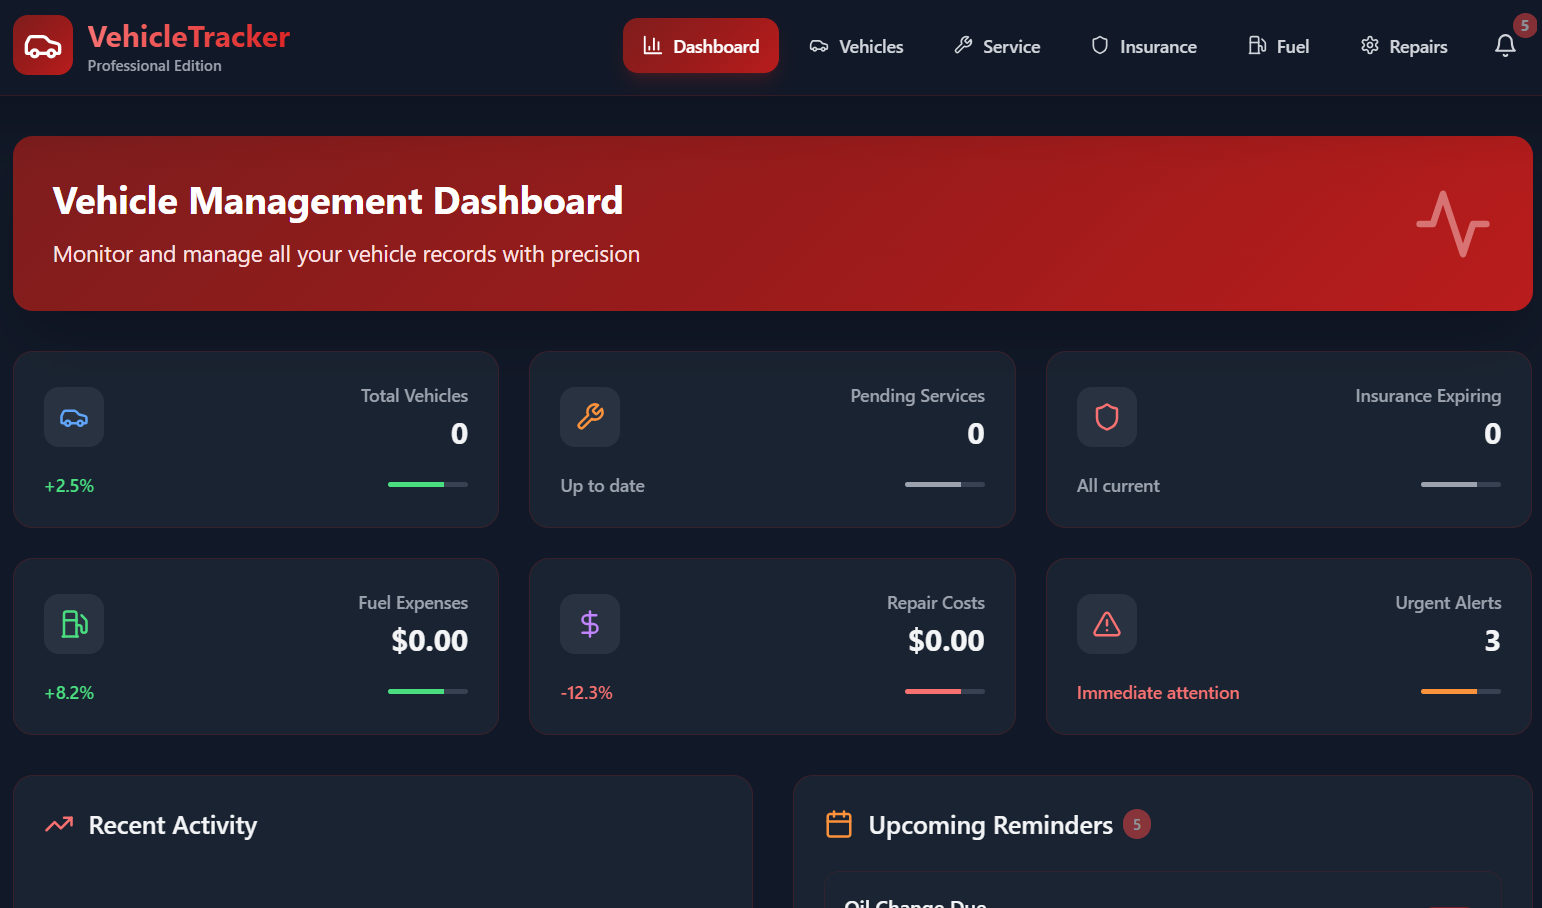 VehicleTracker
Professional Edition
Dashboard
Vehicles
Service
Insurance
Fuel
Repairs
5
Vehicle Management Dashboard
Monitor and manage all your vehicle records with precision
Total Vehicles
0
+2.5%
Pending Services
0
Up to date
Insurance Expiring
0
All current
Fuel Expenses
$0.00
+8.2%
Repair Costs
$0.00
-12.3%
Urgent Alerts
3
Immediate attention
Recent Activity
Upcoming Reminders 5
Oil Change Due